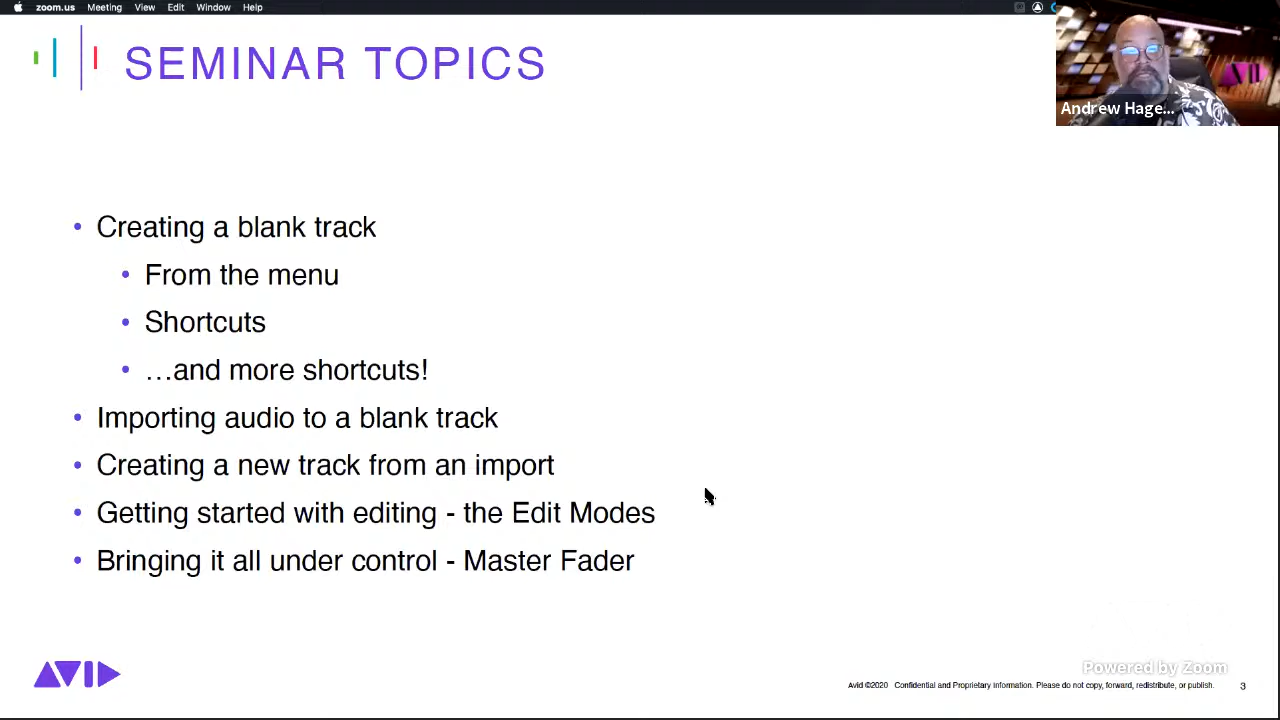 zoom.us Meeting View Edit Window Help
SEMINAR TOPICS
Andrew Hage...
• Creating a blank track
• From the menu
• Shortcuts
• …and more shortcuts!
• Importing audio to a blank track
• Creating a new track from an import
• Getting started with editing - the Edit Modes
• Bringing it all under control - Master Fader
AVID
Powered by Zoom
Avid ©2020 Confidential and Proprietary Information. Please do not copy, forward, redistribute, or publish. 3